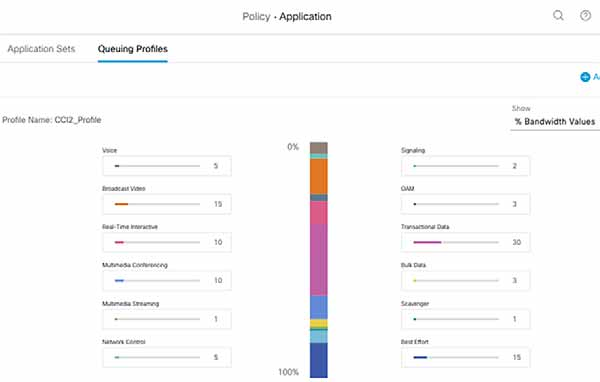 Policy · Application
Application Sets
Queuing Profiles
A
Profile Name: CCI2_Profile
Show
% Bandwidth Values
0%
Voice
5
Signaling
2
Broadcast Video
15
OAM
3
Real-Time Interactive
10
Transactional Data
30
Multimedia Conferencing
10
Bulk Data
3
Multimedia Streaming
1
Scavenger
1
Network Control
5
Best Effort
15
100%